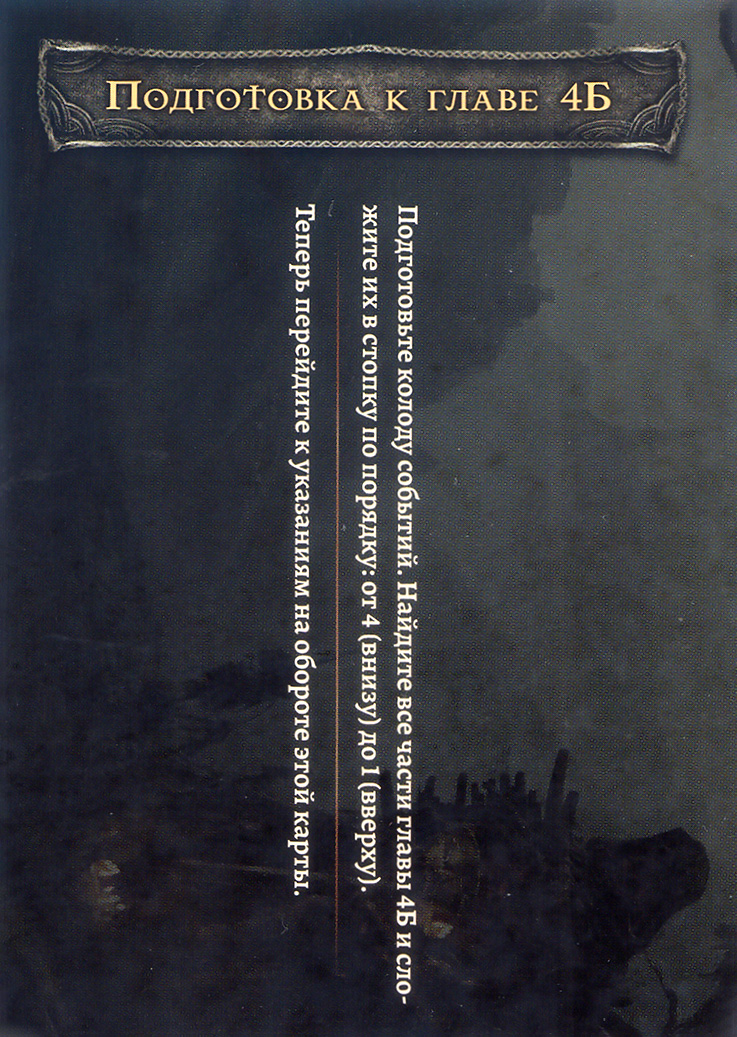 Подготовка к главе 4Б
Подготовьте колоду событий. Найдите все части главы 4Б и сло-
жите их в стопку по порядку: от 4 (внизу) до 1 (вверху).
Теперь перейдите к указаниям на обороте этой карты.